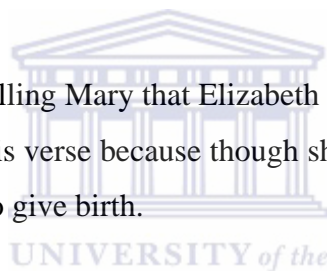 lling Mary that Elizabeth
s verse because though sh
give birth.
UNIVERSITY of the